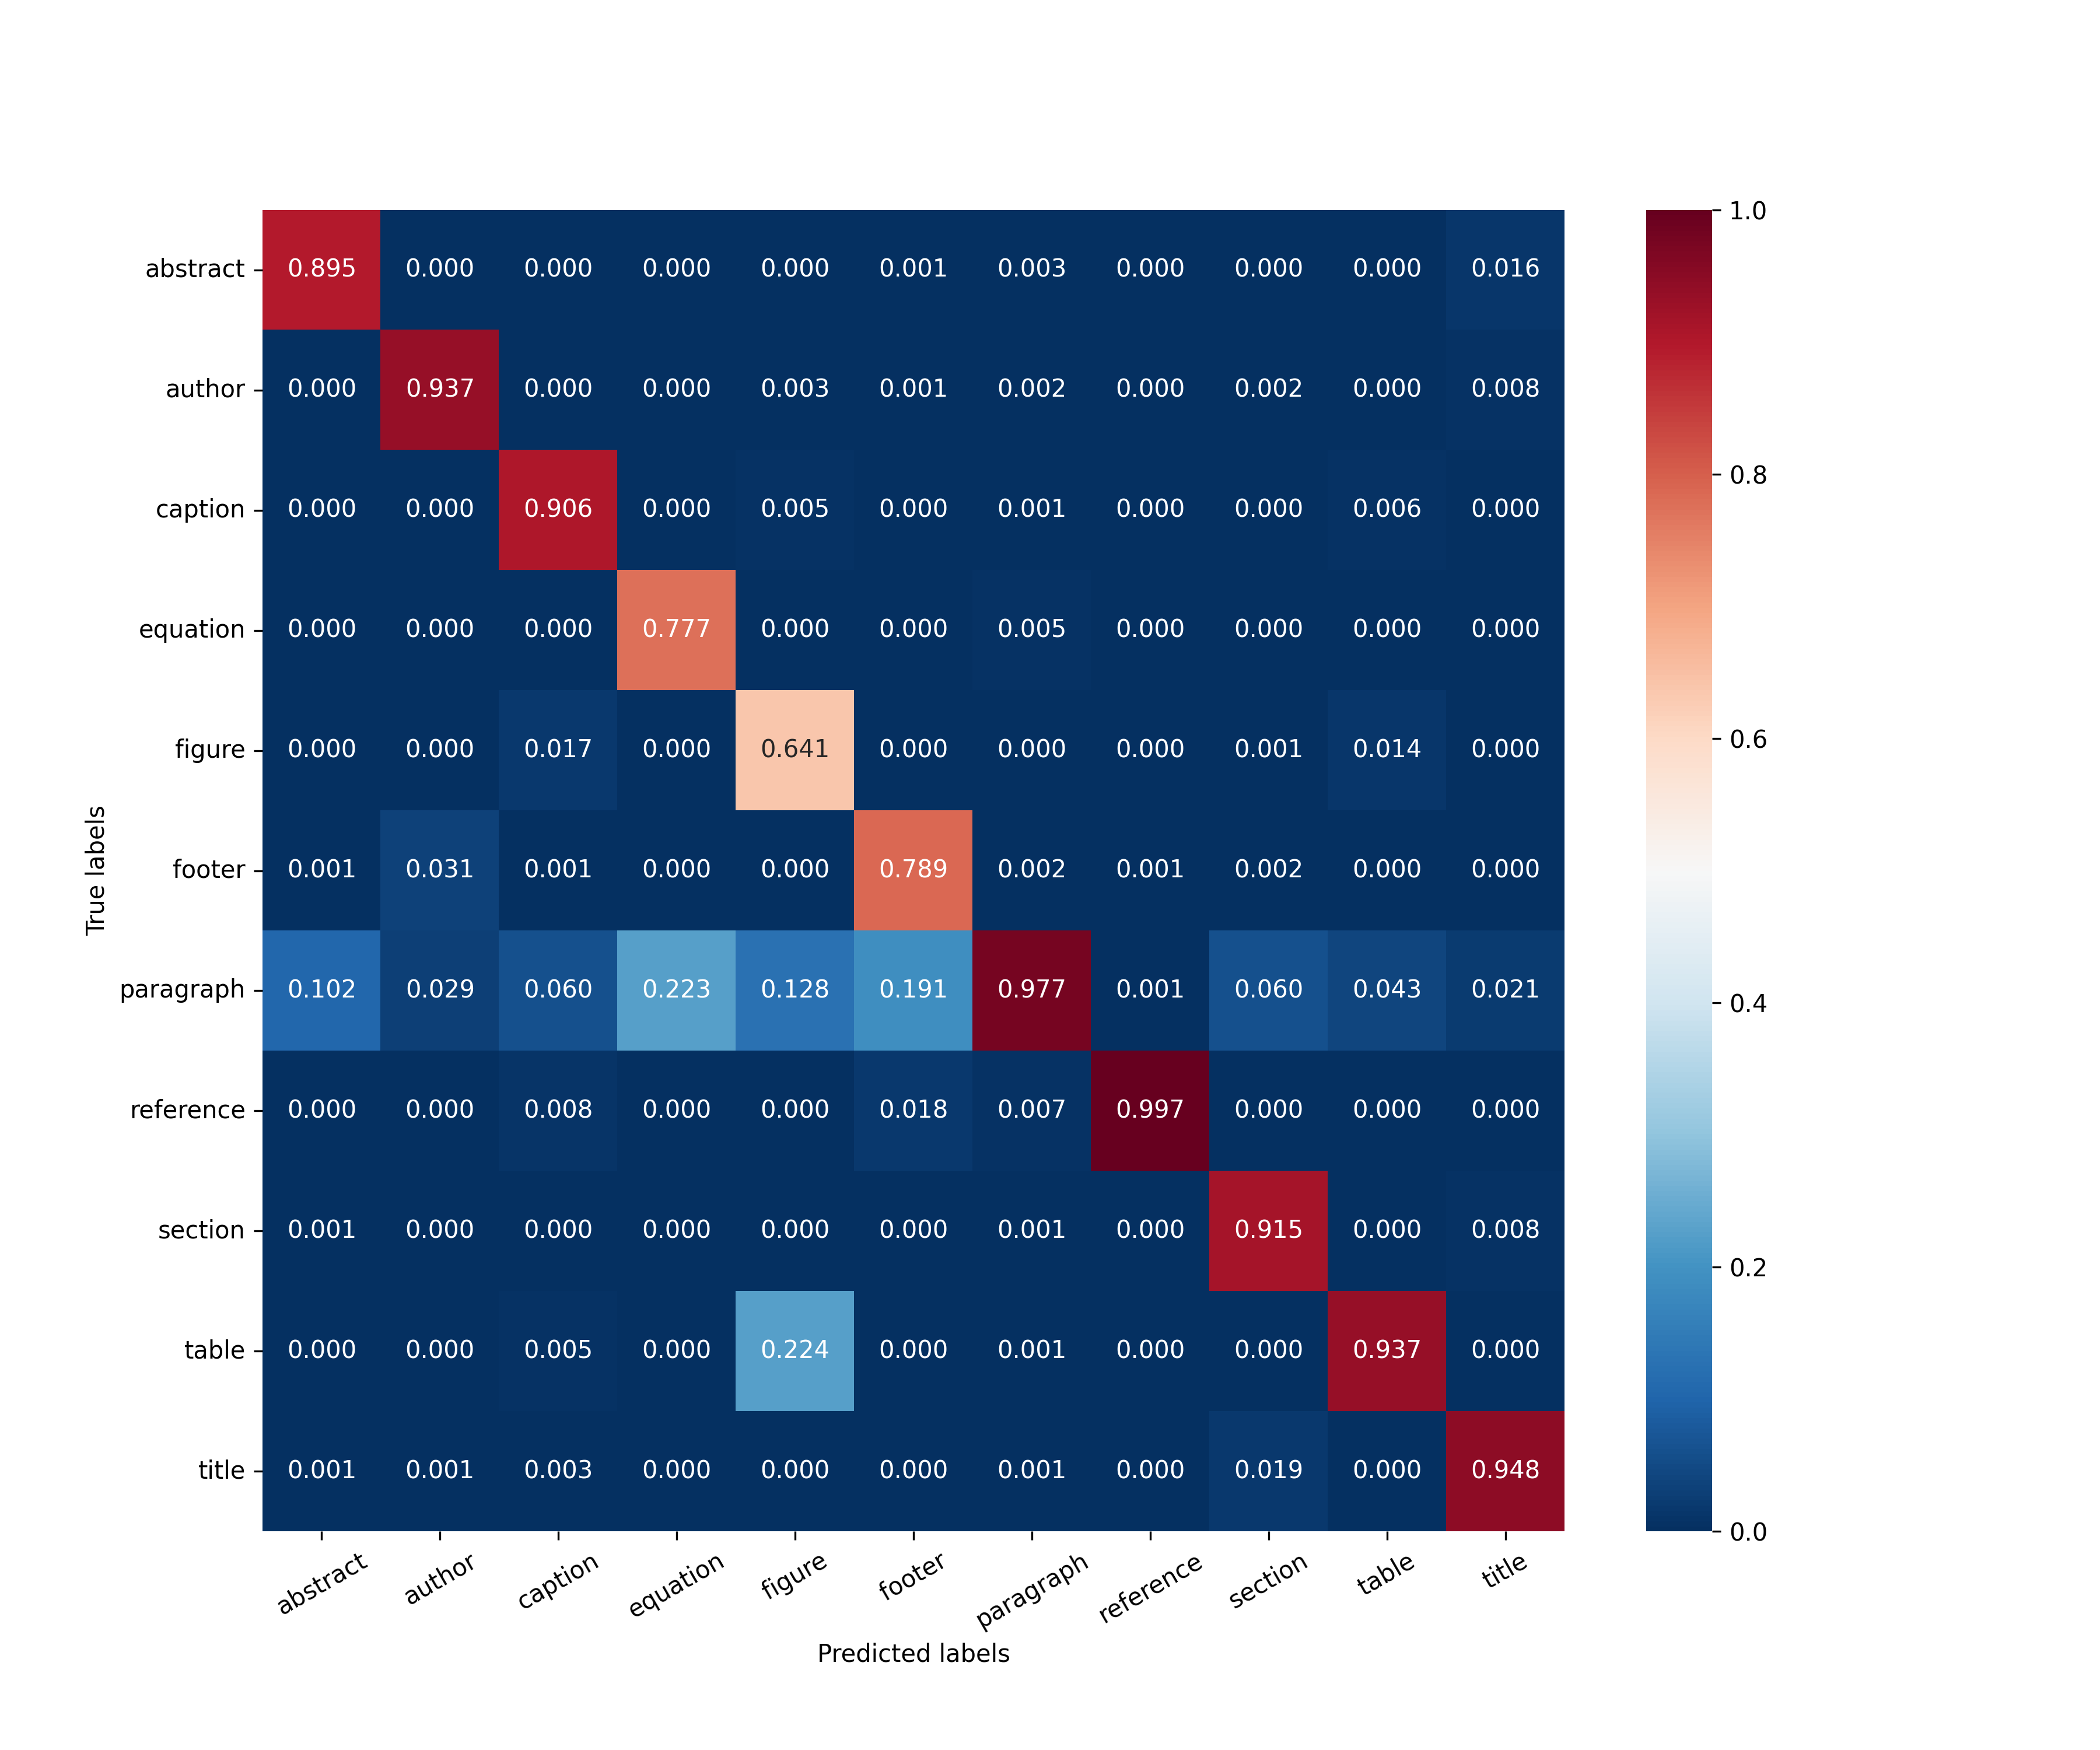 abstract 0.895 0.000 0.000 0.000 0.000 0.001 0.003 0.000 0.000 0.000 0.016
author 0.000 0.937 0.000 0.000 0.003 0.001 0.002 0.000 0.002 0.000 0.008
caption 0.000 0.000 0.906 0.000 0.005 0.000 0.001 0.000 0.000 0.006 0.000
equation 0.000 0.000 0.000 0.777 0.000 0.000 0.005 0.000 0.000 0.000 0.000
figure 0.000 0.000 0.017 0.000 0.641 0.000 0.000 0.000 0.001 0.014 0.000
footer 0.001 0.031 0.001 0.000 0.000 0.789 0.002 0.001 0.002 0.000 0.000
paragraph 0.102 0.029 0.060 0.223 0.128 0.191 0.977 0.001 0.060 0.043 0.021
reference 0.000 0.000 0.008 0.000 0.000 0.018 0.007 0.997 0.000 0.000 0.000
section 0.001 0.000 0.000 0.000 0.000 0.000 0.001 0.000 0.915 0.000 0.008
table 0.000 0.000 0.005 0.000 0.224 0.000 0.001 0.000 0.000 0.937 0.000
title 0.001 0.001 0.003 0.000 0.000 0.000 0.001 0.000 0.019 0.000 0.948
abstract author caption equation figure footer paragraph reference section table title
Predicted labels
True labels
1.0
0.8
0.6
0.4
0.2
0.0